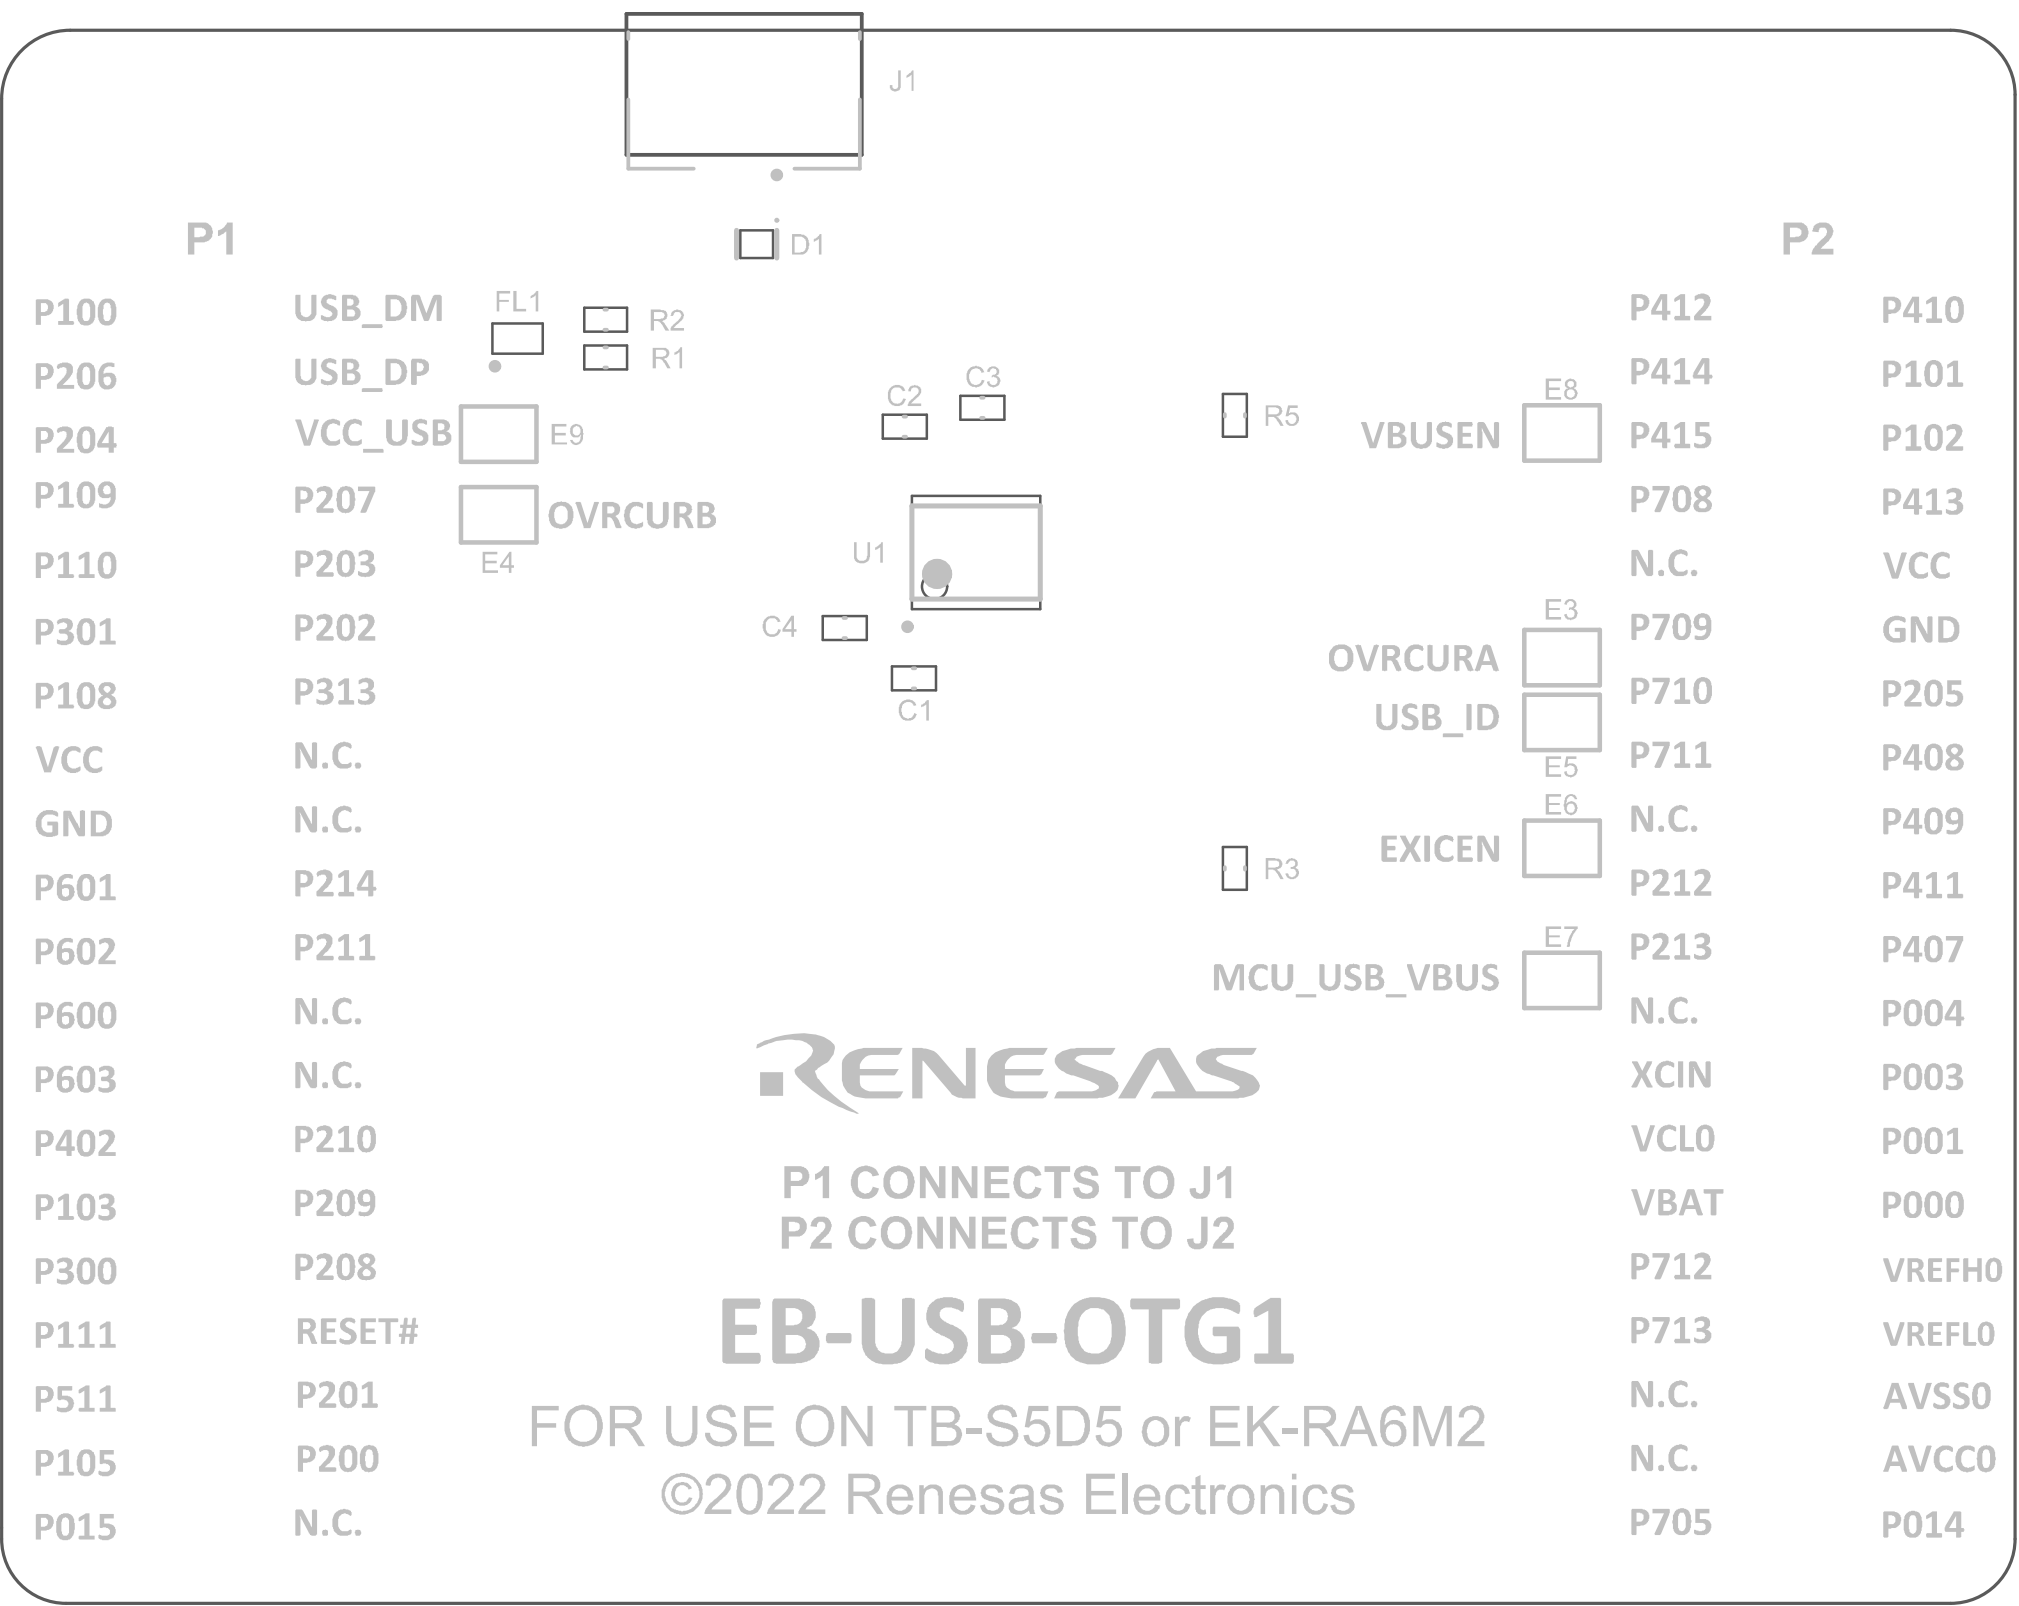 J1
P1
D1
P2
P100 USB_DM FL1 R2 P412 P410
P206 USB_DP R1 P414 P101
C2 C3 R5 E8
P204 VCC_USB E9 VBUSEN P415 P102
P109 P207 OVRCURB P708 P413
P110 P203 E4 U1 N.C. VCC
P301 P202 C4 E3 P709 GND
OVRCURA
P108 P313 C1 USB_ID P710 P205
VCC N.C. E5 P711 P408
GND N.C. E6 N.C. P409
EXICEN
P601 P214 R3 P212 P411
P602 P211 E7 P213 P407
MCU_USB_VBUS
P600 N.C. N.C. P004
P603 N.C. RENESAS XCIN P003
P402 P210 VCL0 P001
P1 CONNECTS TO J1
P103 P209 VBAT P000
P2 CONNECTS TO J2
P300 P208 P712 VREFH0
P111 RESET# EB-USB-OTG1 P713 VREFL0
P511 P201 N.C. AVSS0
FOR USE ON TB-S5D5 or EK-RA6M2
P105 P200 N.C. AVCC0
©2022 Renesas Electronics
P015 N.C. P705 P014